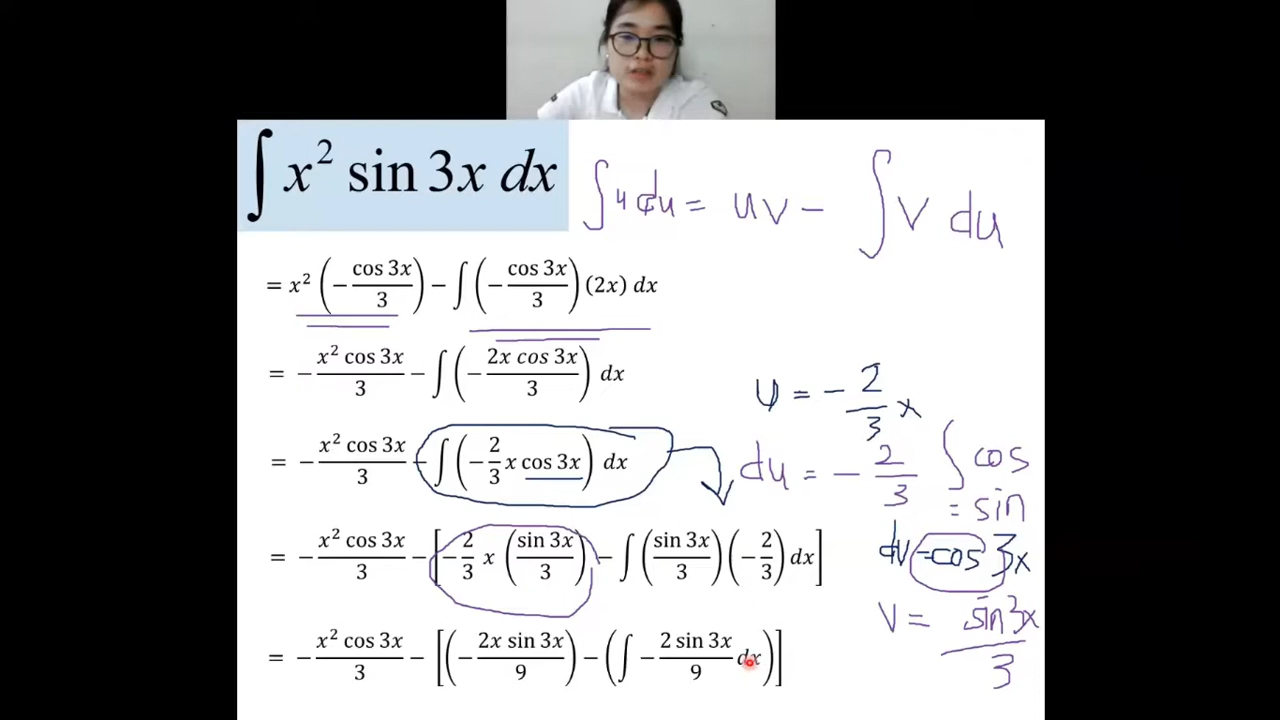 ∫ x² sin 3x dx
∫ u du = uv − ∫ v du
= x² (− cos 3x / 3) − ∫ (− cos 3x / 3) (2x) dx
= − x² cos 3x / 3 − ∫ (− 2x cos 3x / 3) dx
u = − 2/3 x
= − x² cos 3x / 3 − ∫ (− 2/3 x cos 3x) dx
du = − 2/3
∫ cos
= sin
= − x² cos 3x / 3 − [− 2/3 x (sin 3x / 3) − ∫ (sin 3x / 3) (− 2/3) dx]
dv = cos 3x
v = sin 3x / 3
= − x² cos 3x / 3 − [(− 2x sin 3x / 9) − (∫ − 2 sin 3x / 9 dx)]